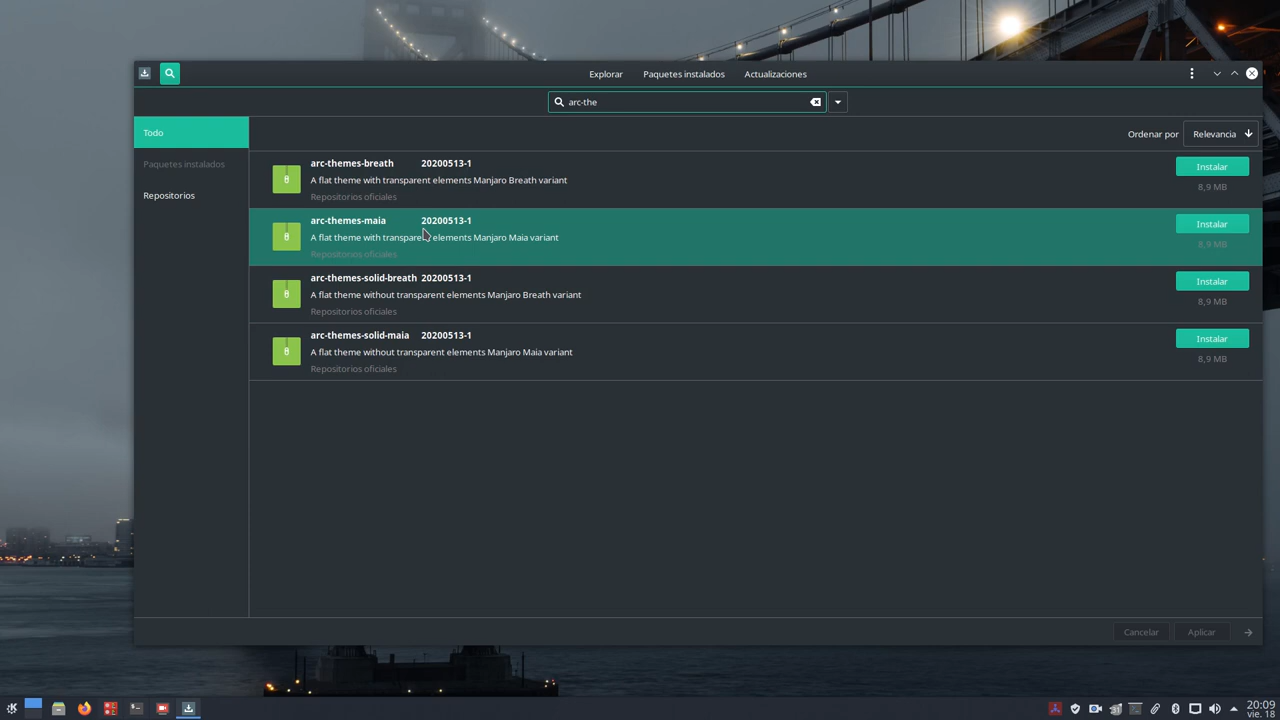 Explorar
Paquetes instalados
Actualizaciones
arc-the
Todo
Paquetes instalados
Repositorios
Ordenar por
Relevancia
arc-themes-breath 20200513-1
A flat theme with transparent elements Manjaro Breath variant
Repositorios oficiales
Instalar
8,9 MB
arc-themes-maia 20200513-1
A flat theme with transparent elements Manjaro Maia variant
Repositorios oficiales
Instalar
8,9 MB
arc-themes-solid-breath 20200513-1
A flat theme without transparent elements Manjaro Breath variant
Repositorios oficiales
Instalar
8,9 MB
arc-themes-solid-maia 20200513-1
A flat theme without transparent elements Manjaro Maia variant
Repositorios oficiales
Instalar
8,9 MB
Cancelar
Aplicar
20:09
vie. 18